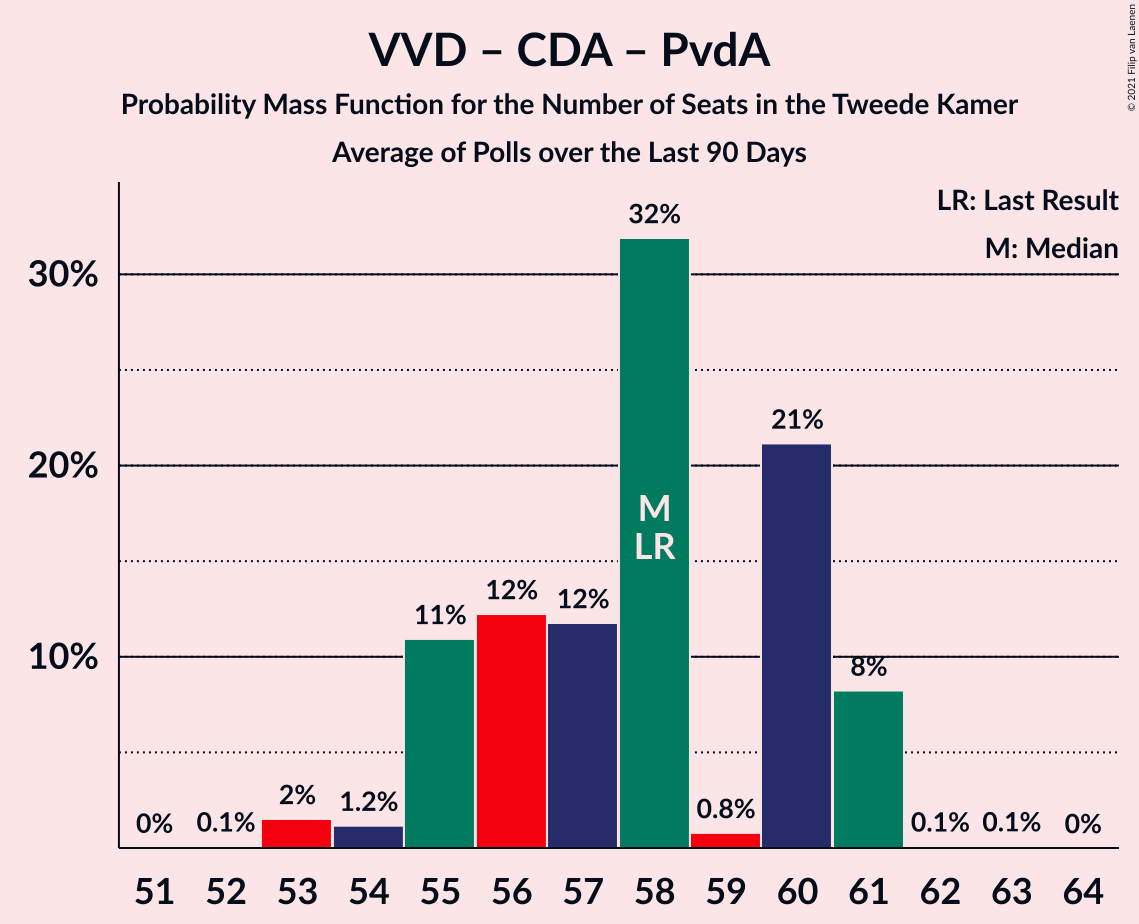 VVD – CDA – PvdA
Probability Mass Function for the Number of Seats in the Tweede Kamer
Average of Polls over the Last 90 Days
© 2021 Filip van Laenen
LR: Last Result
M: Median
30%
20%
10%
0%
0.1%
2%
1.2%
11%
12%
12%
32%
M
LR
0.8%
21%
8%
0.1%
0.1%
0%
51 52 53 54 55 56 57 58 59 60 61 62 63 64